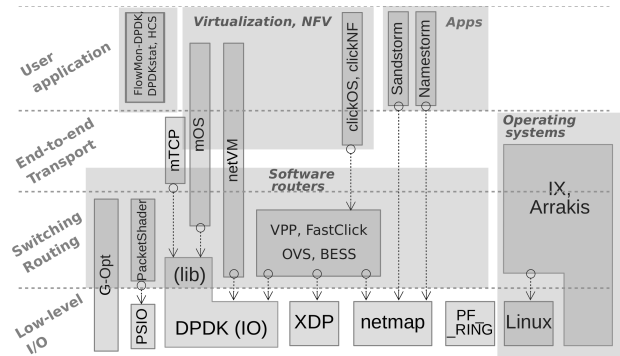 User
application
FlowMon-DPDK,
DPDKstat, HCS
Virtualization, NFV
clickOS, clickNF
Sandstorm
Namestorm
Apps
End-to-end
Transport
mTCP
mOS
netVM
Operating
systems
Software
routers
IX,
Arrakis
Switching
Routing
G-Opt
PacketShader
VPP, FastClick
OVS, BESS
(lib)
Low-level
I/O
PSIO
DPDK (IO)
XDP
netmap
PF_
_RING
Linux